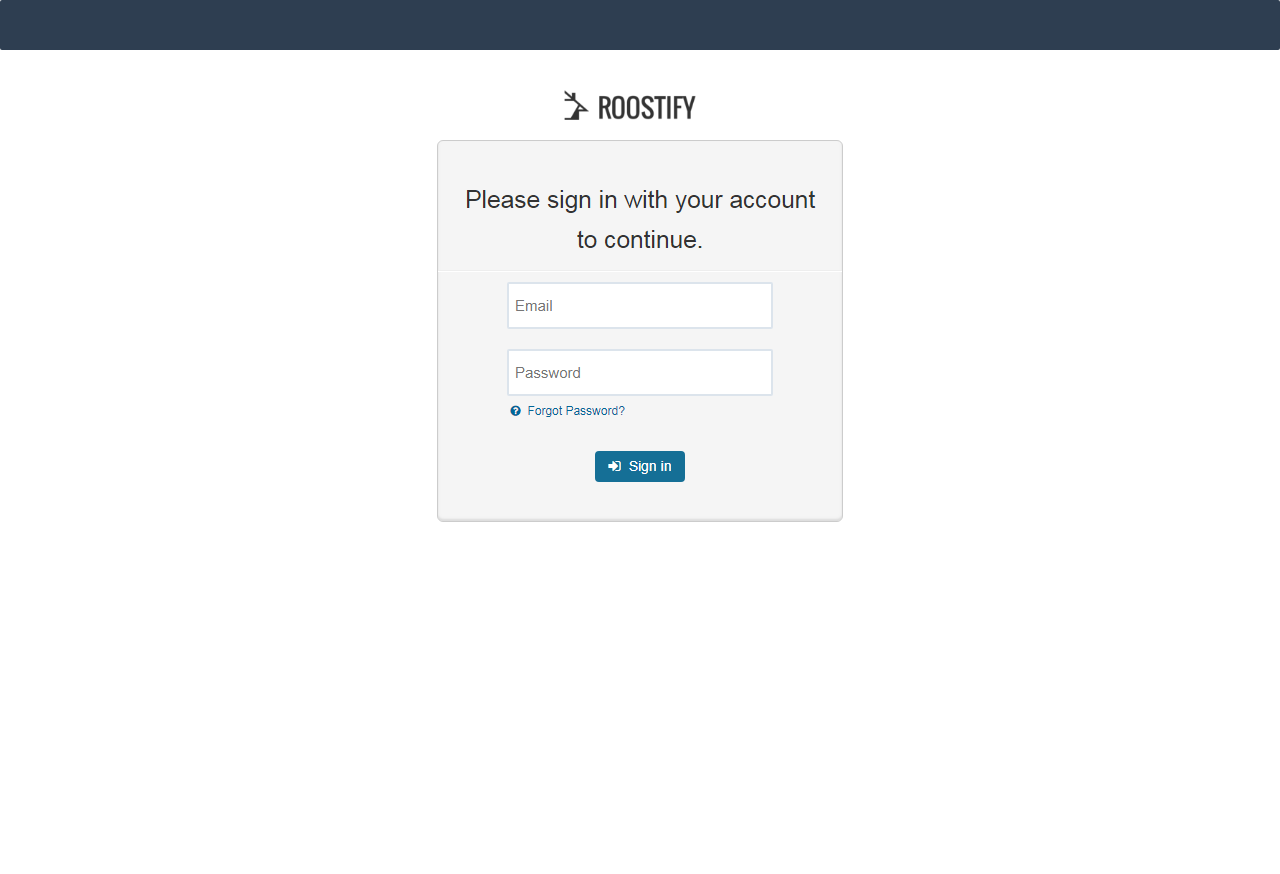 ROOSTIFY
Please sign in with your account
to continue.
Email
Password
Forgot Password?
Sign in